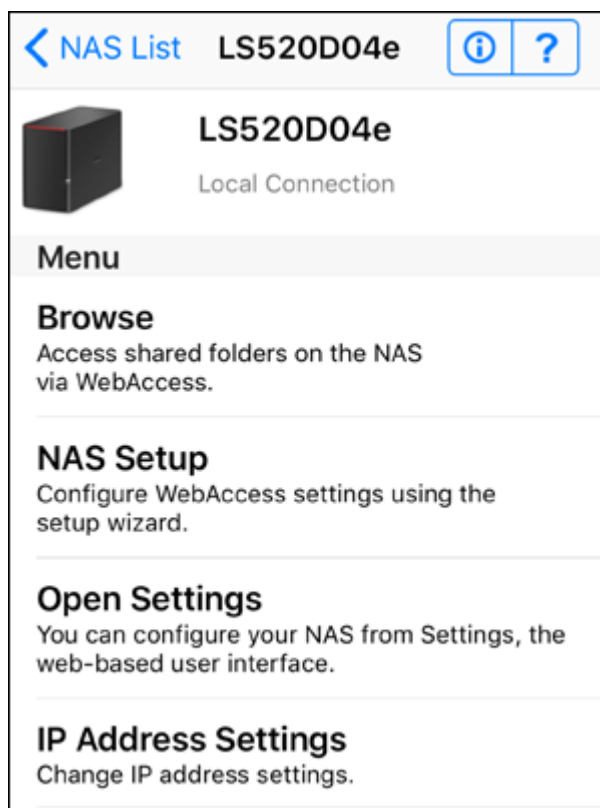 NAS List LS520D04e ?
LS520D04e
Local Connection
Menu
Browse
Access shared folders on the NAS
via WebAccess.
NAS Setup
Configure WebAccess settings using the
setup wizard.
Open Settings
You can configure your NAS from Settings, the
web-based user interface.
IP Address Settings
Change IP address settings.